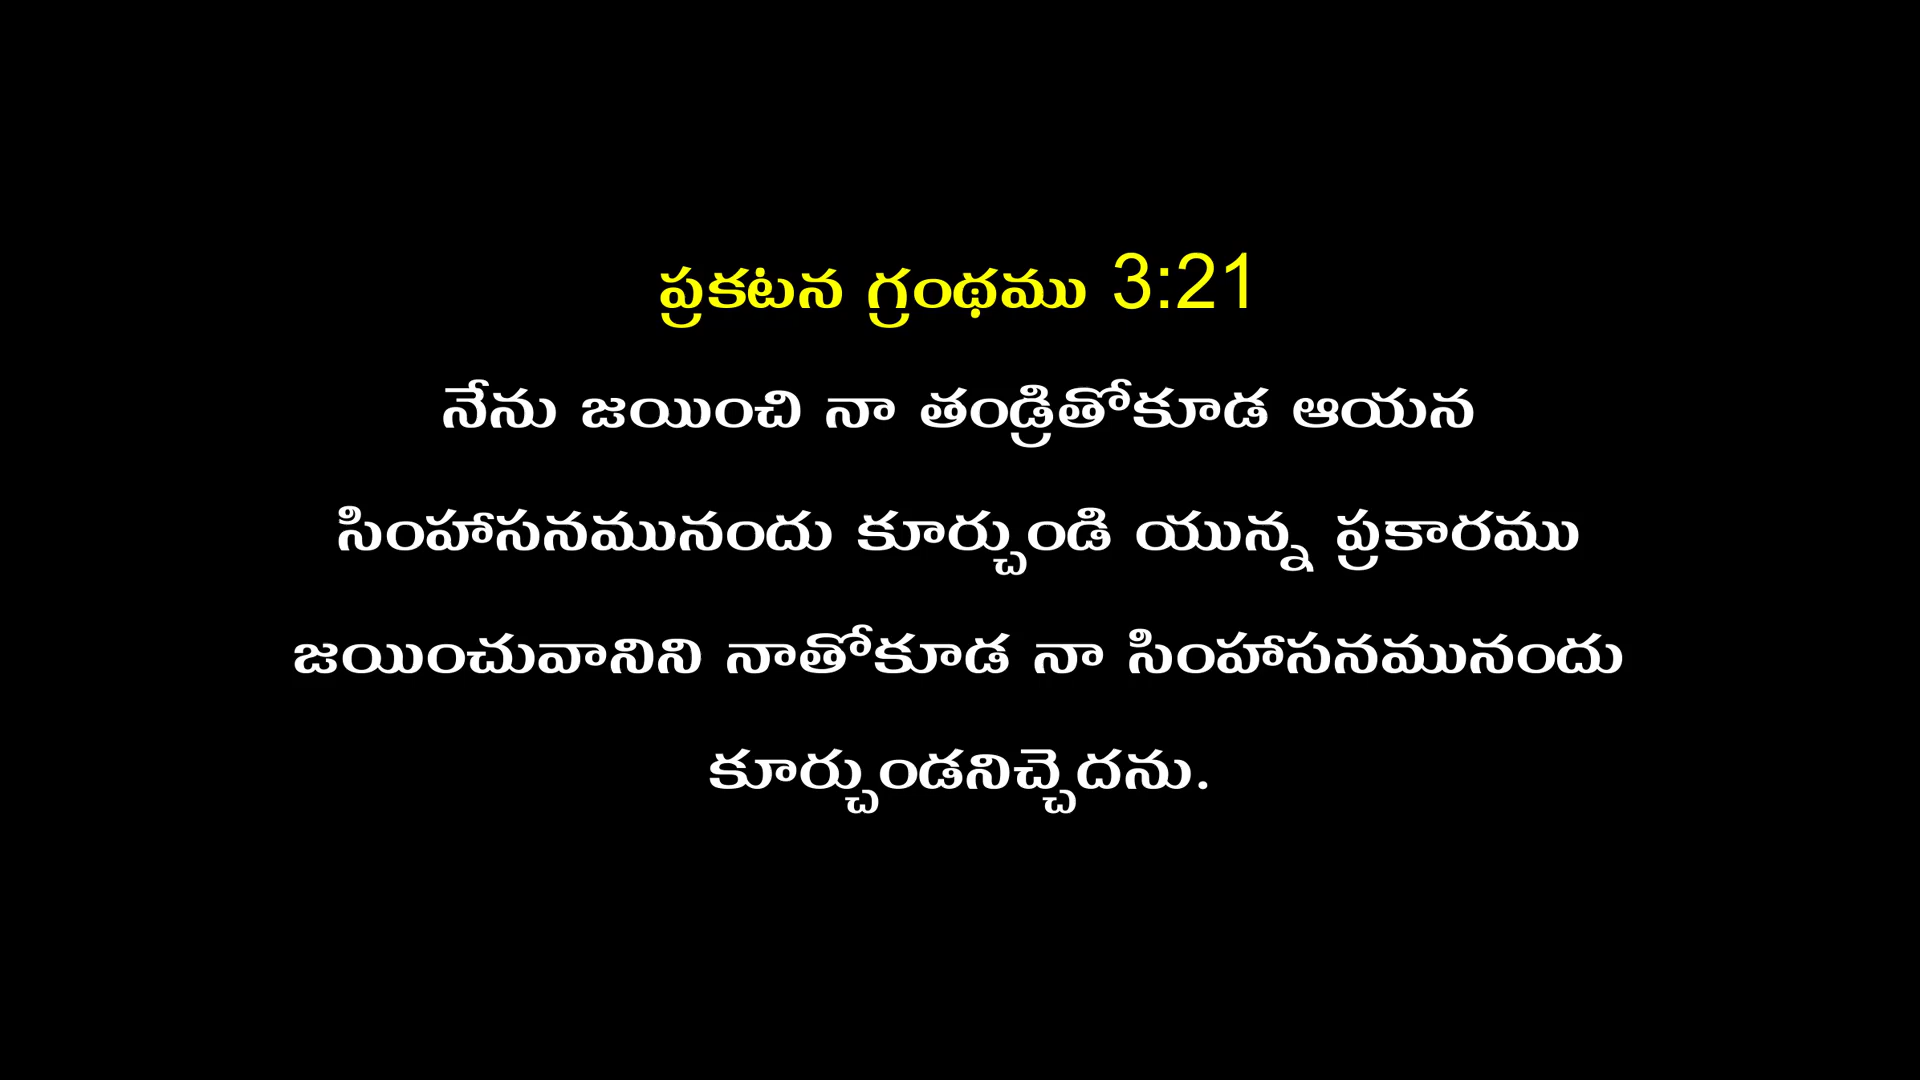 ప్రకటన గ్రంథము 3:21
నేను జయించి నా తండ్రితోకూడ ఆయన
సింహాసనమునందు కూర్చుండి యున్న ప్రకారము
జయించువానిని నాతోకూడ నా సింహాసనమునందు
కూర్చుండనిచ్చెదను.